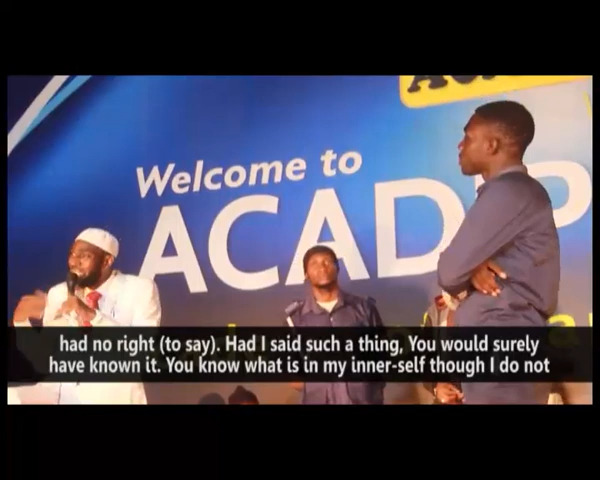 Welcome to
ACADIP
had no right (to say). Had I said such a thing, You would surely
have known it. You know what is in my inner-self though I do not